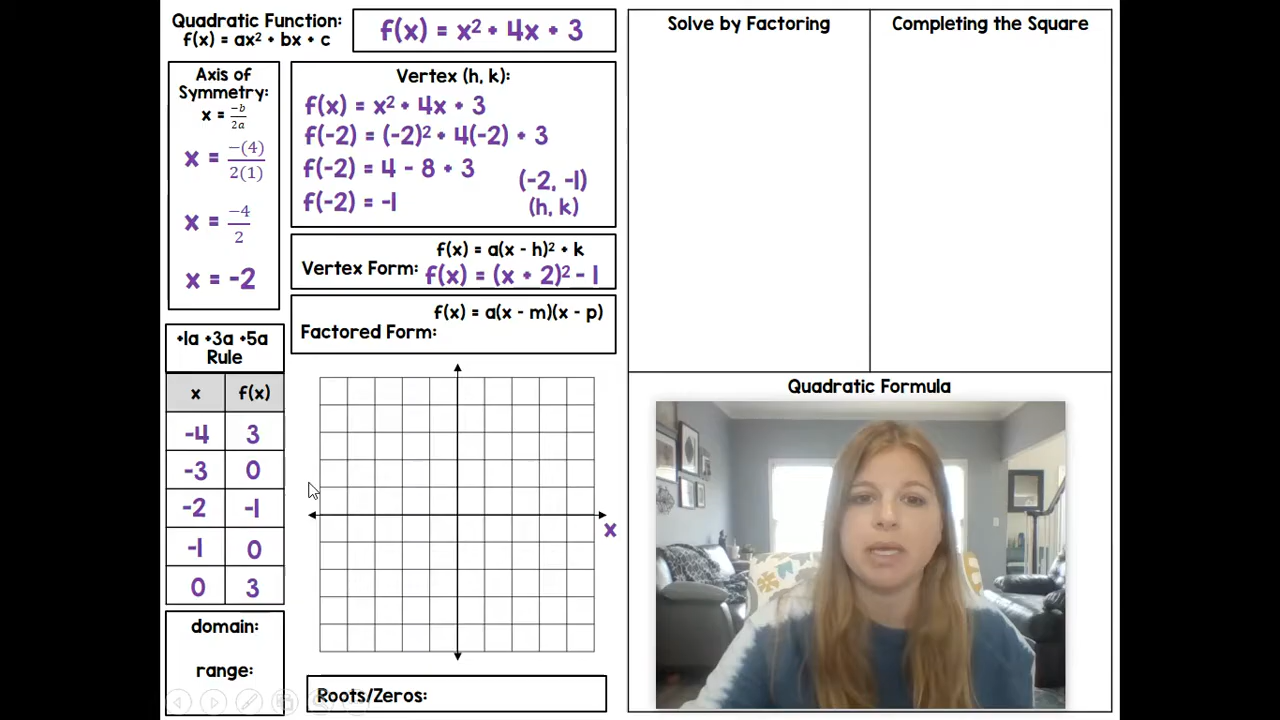 Quadratic Function:
f(x) = ax² + bx + c
f(x) = x² + 4x + 3
Axis of
Symmetry:
x = -b/2a
x = -(4)/2(1)
x = -4/2
x = -2
Vertex (h, k):
f(x) = x² + 4x + 3
f(-2) = (-2)² + 4(-2) + 3
f(-2) = 4 - 8 + 3
f(-2) = -1
(-2, -1)
(h, k)
f(x) = a(x - h)² + k
Vertex Form: f(x) = (x + 2)² - 1
f(x) = a(x - m)(x - p)
Factored Form:
+1a +3a +5a
Rule
x f(x)
-4 3
-3 0
-2 -1
-1 0
0 3
domain:
range:
x
Roots/Zeros:
Solve by Factoring
Completing the Square
Quadratic Formula